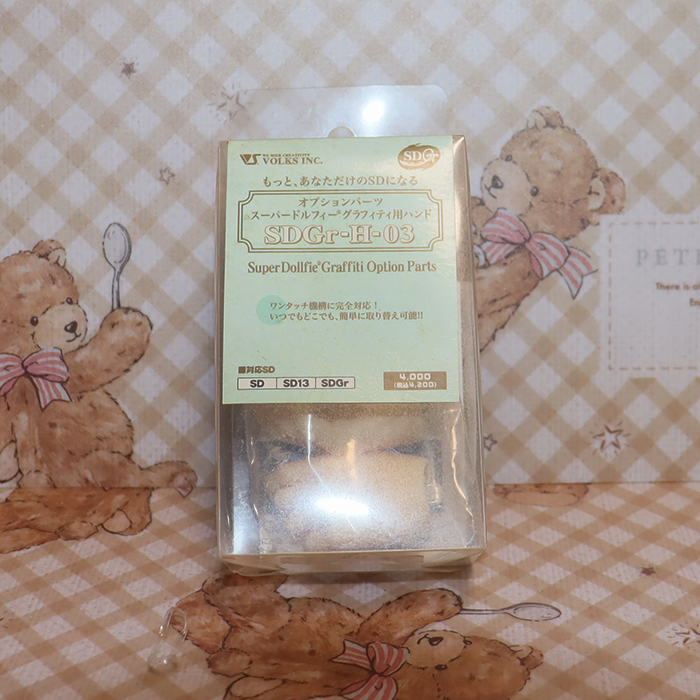 VOLKS INC.
SDGr
もっと、あなただけのSDになる
オプションパーツ
スーパードルフィー®グラフィティ用ハンド
SDGr-H-03
Super Dollfie®Graffiti Option Parts
ワンタッチ機構に完全対応!
いつでもどこでも、簡単に取り替え可能!!
■対応SD
SD SD13 SDGr
4,000
(税込4,200)
PETI
There is al